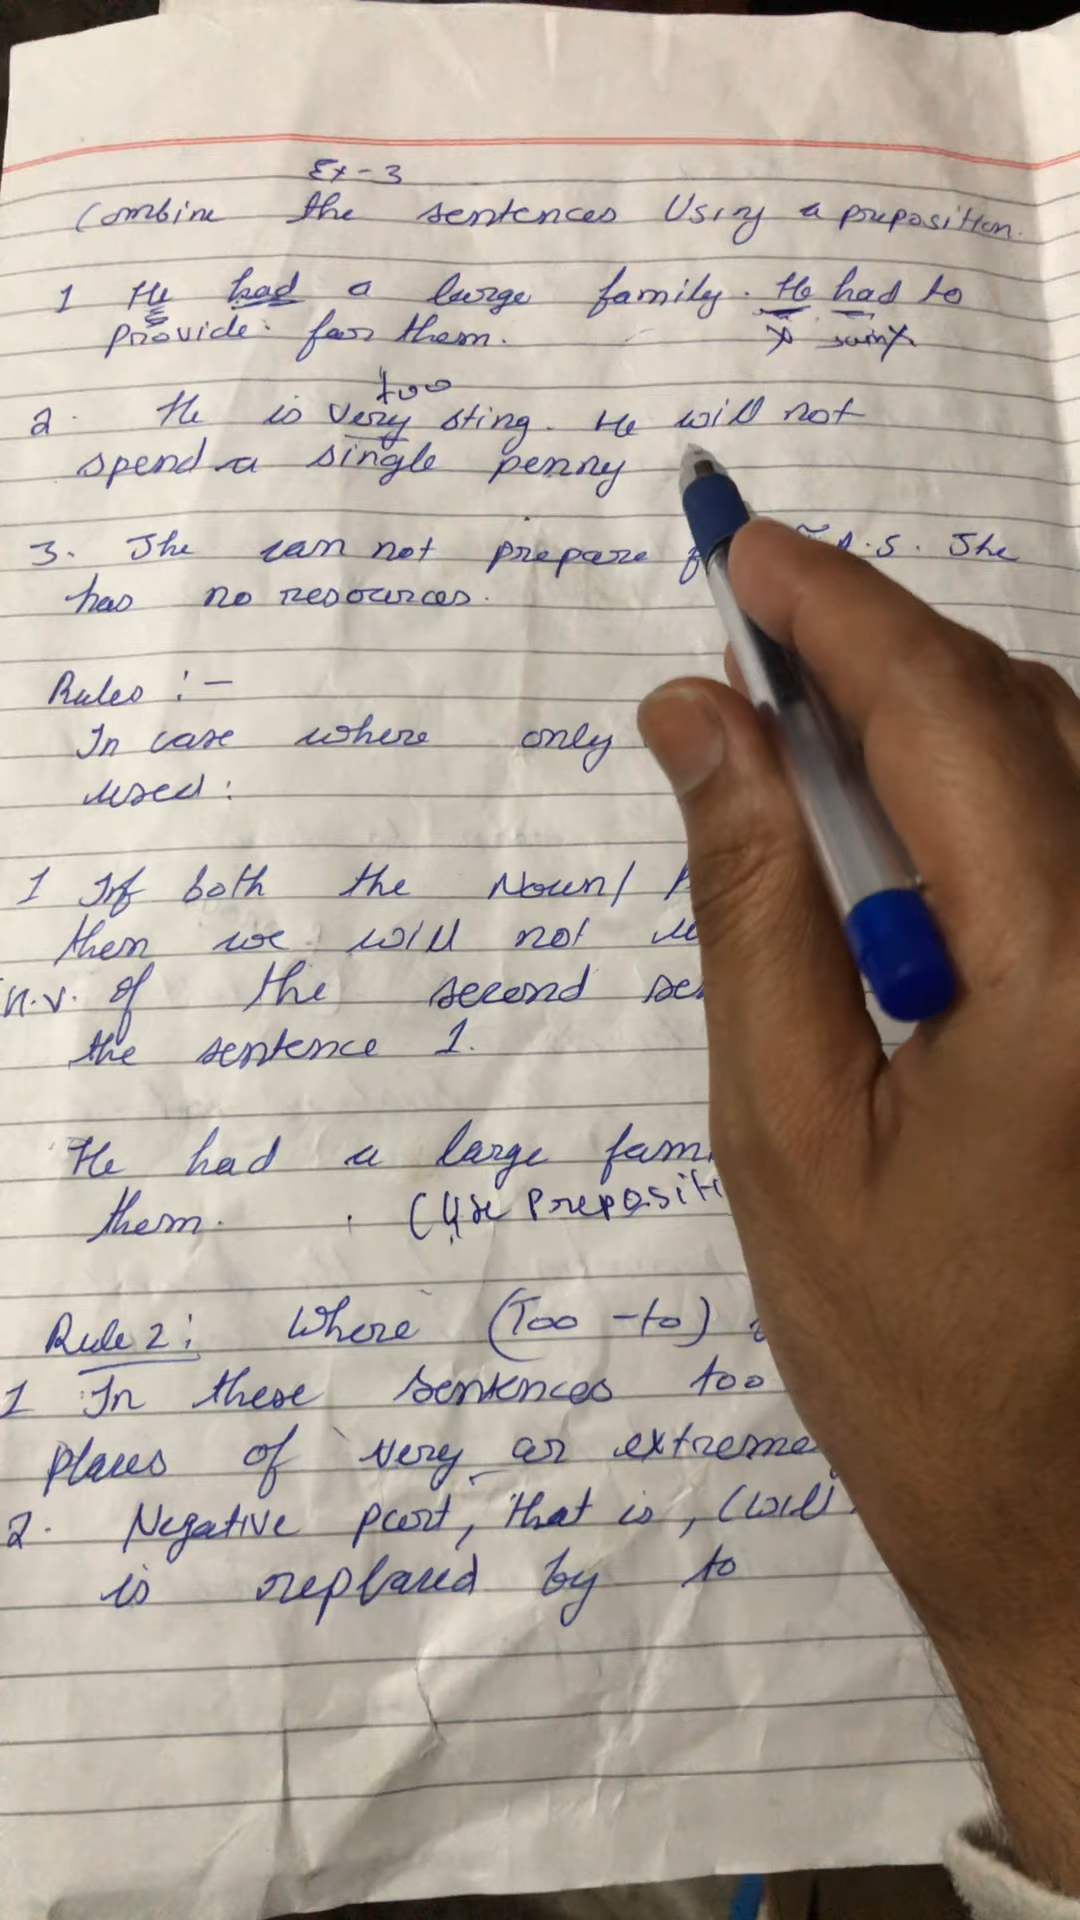 Ex-3
Combine the sentences Using a preposition.
1 He had a large family. He had to
provide for them.
too
2. He is very sting. He will not
spend a single penny
3. She can not prepare A.S. She
has no resources.
Rules :-
In case where only
used :
1 If both the Noun/
then we will not
of the second
the sentence 1.
He had a large
them. (Use
Rule 2: Where (Too -to)
1 In these sentences too
places of very or
2. Negative part, that is, (will
is replaced by to